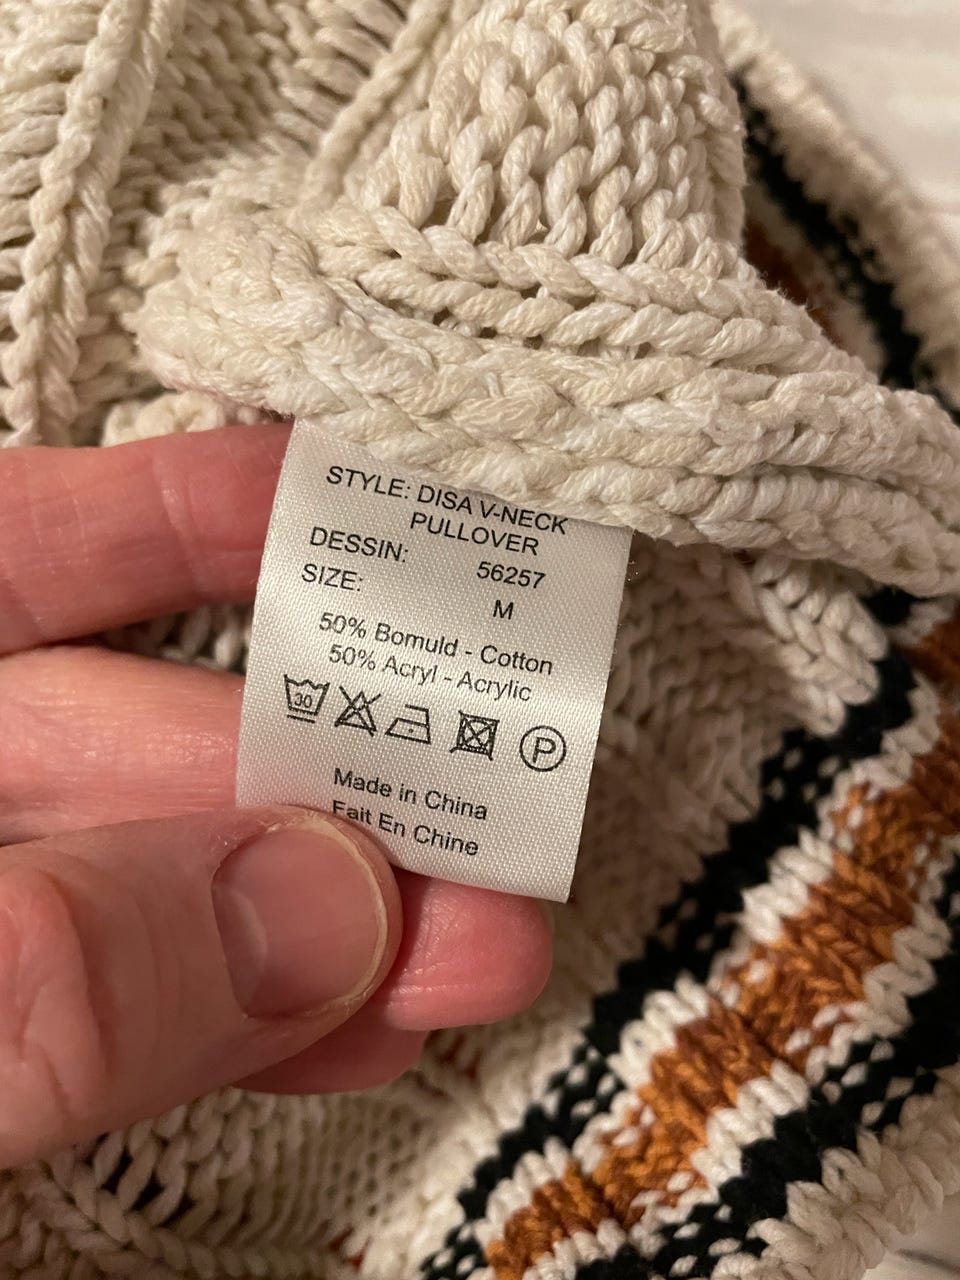 STYLE: DISA V-NECK
PULLOVER
DESSIN: 56257
SIZE: M
50% Bomuld - Cotton
50% Acryl - Acrylic
30 P
Made in China
Fait En Chine